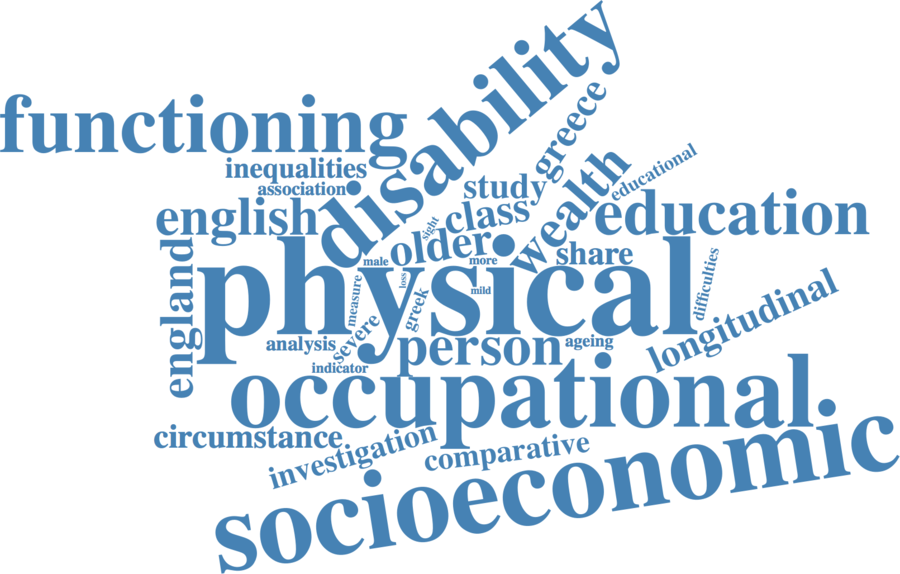 disability
functioning
greece
inequalities
wealth
educational
association
study
english
class
education
sight
older
share
england
physical
male
more
loss
mild
measure
greek
difficulties
severe
longitudinal
analysis
person
ageing
indicator
occupational
circumstance
investigation
comparative
socioeconomic